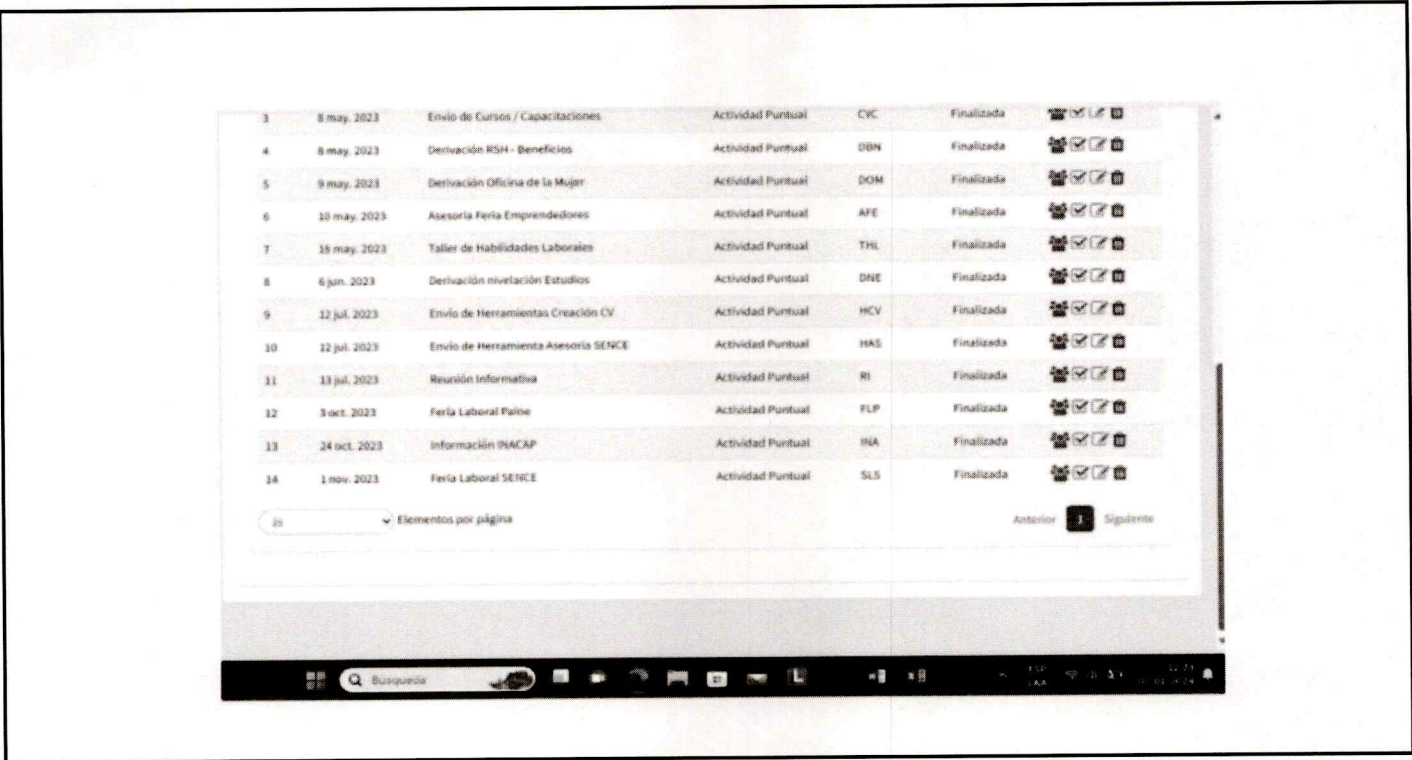 3 8 may. 2023 Envío de Cursos / Capacitaciones Actividad Puntual CYC Finalizada
4 8 may. 2023 Derivación RSH - Beneficios Actividad Puntual DBN Finalizada
5 9 may. 2023 Derivación Oficina de la Mujer Actividad Puntual DOM Finalizada
6 10 may. 2023 Asesoría Feria Emprendedores Actividad Puntual AFE Finalizada
7 may. 2023 Taller de Habilidades Laborales Actividad Puntual THL Finalizada
8 6 jun. 2023 Derivación nivelación Estudios Actividad Puntual DNE Finalizada
9 12 jul. 2023 Envío de Herramientas Creación CV Actividad Puntual HCV Finalizada
10 12 jul. 2023 Envío de Herramienta Asesoría SENCE Actividad Puntual HAS Finalizada
11 13 jul. 2023 Reunión Informativa Actividad Puntual RI Finalizada
12 3 oct. 2023 Feria Laboral Paine Actividad Puntual FLP Finalizada
13 24 oct. 2023 Información INACAP Actividad Puntual INA Finalizada
14 1 nov. 2023 Feria Laboral SENCE Actividad Puntual SLS Finalizada
Elementos por página Anterior 1 Siguiente
Búsqueda ESP